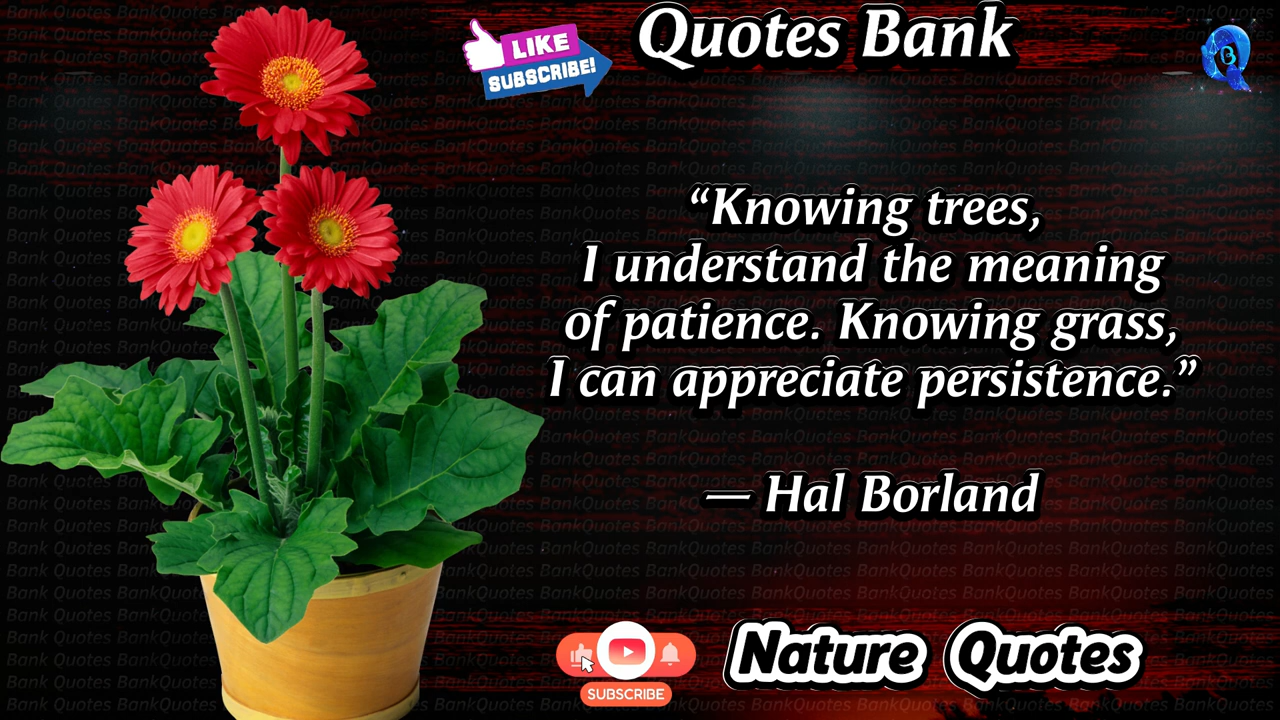 LIKE
SUBSCRIBE!
Quotes Bank
B
“Knowing trees,
I understand the meaning
of patience. Knowing grass,
I can appreciate persistence.”
— Hal Borland
SUBSCRIBE
Nature Quotes